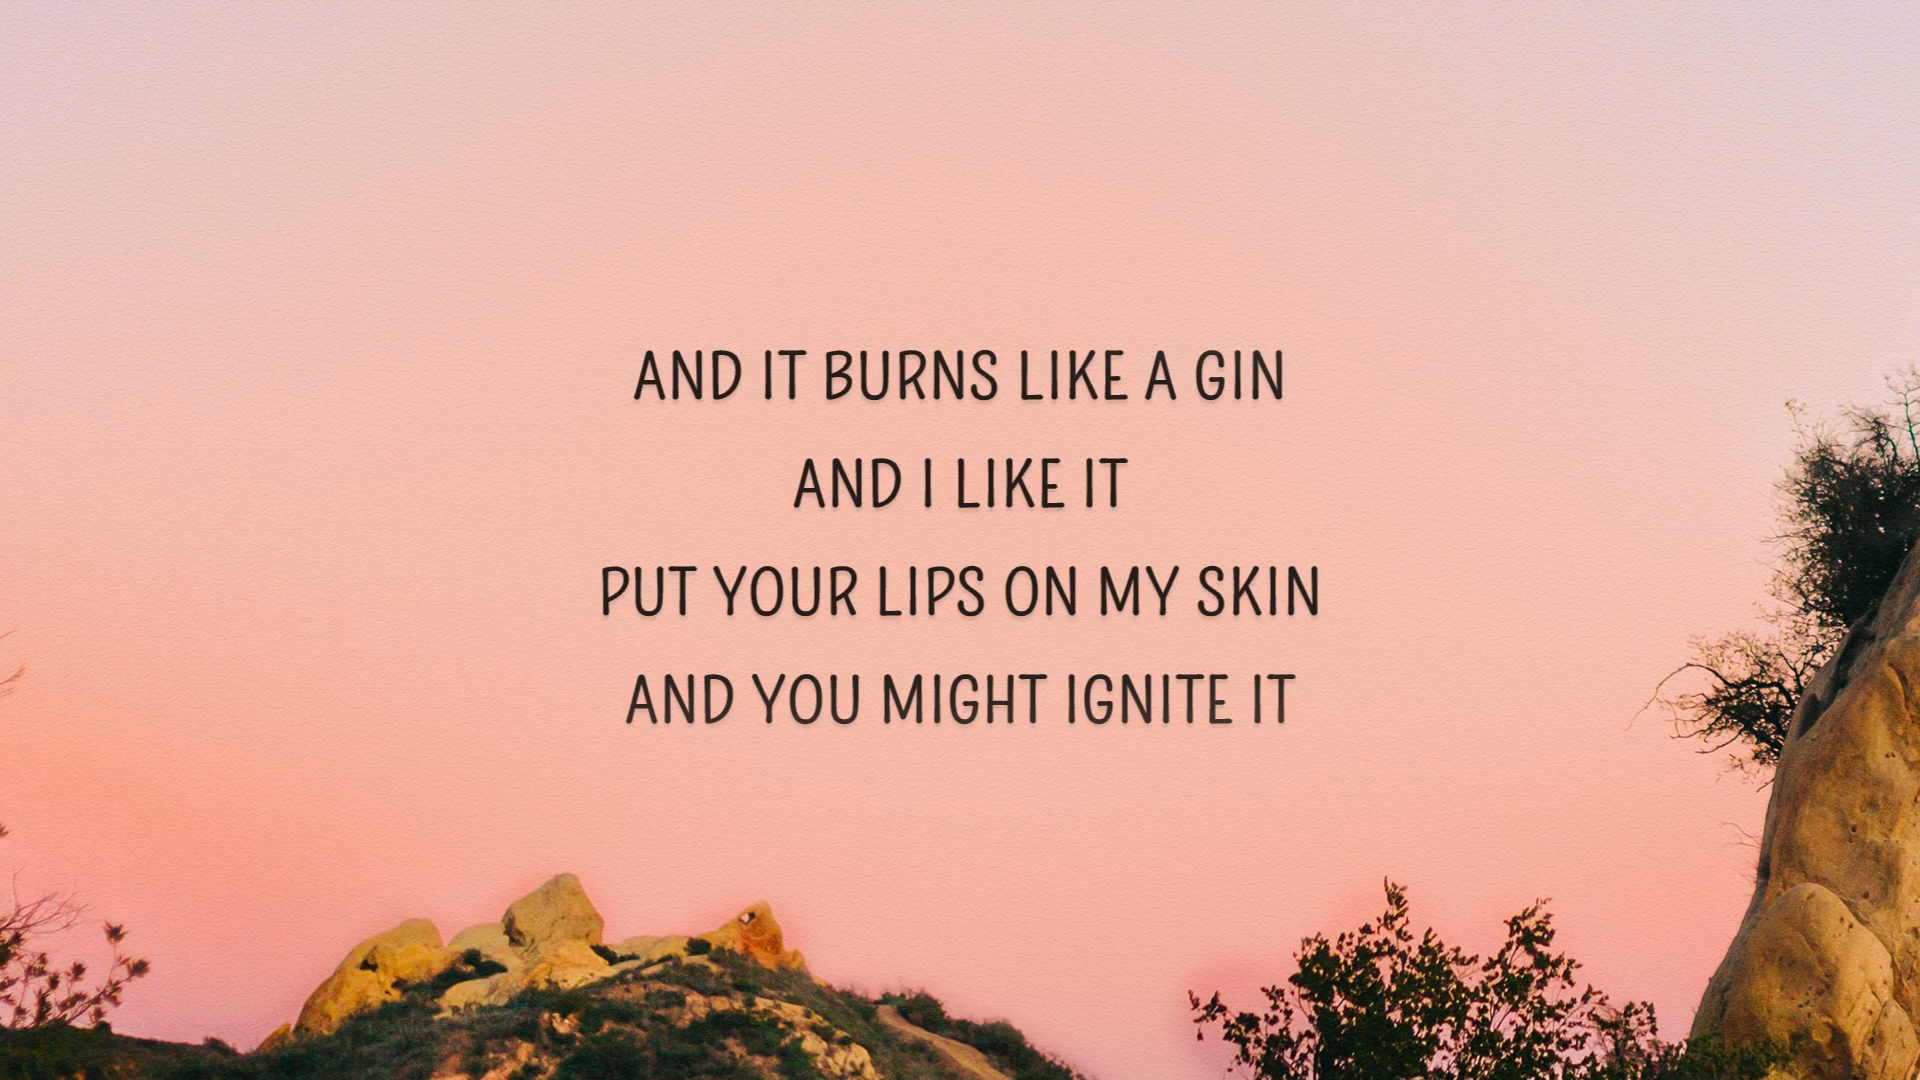 AND IT BURNS LIKE A GIN
AND I LIKE IT
PUT YOUR LIPS ON MY SKIN
AND YOU MIGHT IGNITE IT